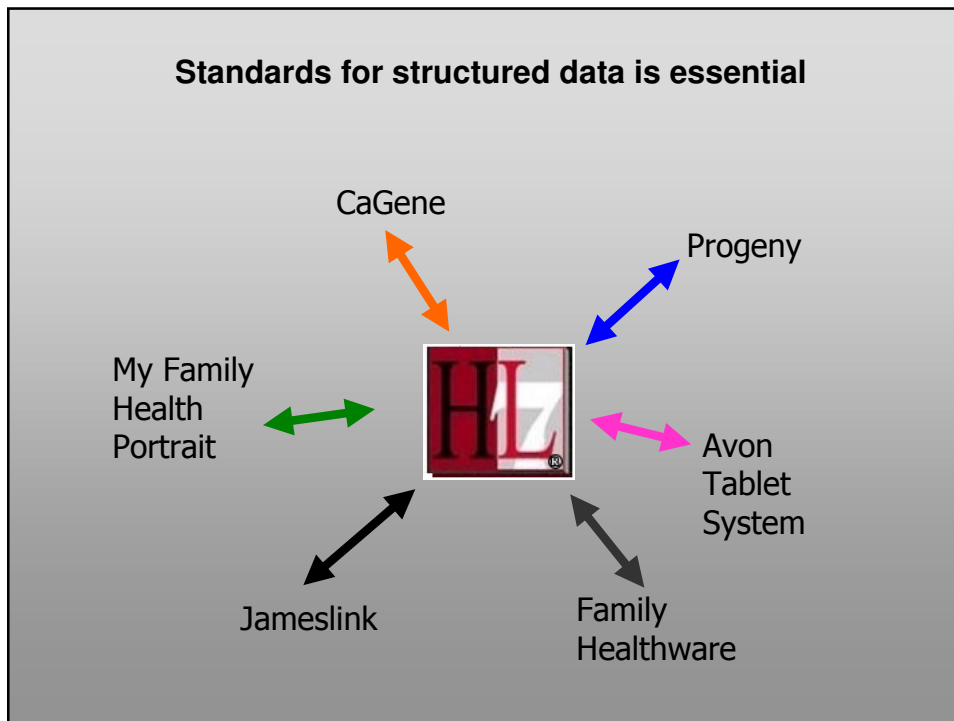 Standards for structured data is essential
CaGene
Progeny
My Family
Health
Portrait
HL7
®
Avon
Tablet
System
Jameslink
Family
Healthware